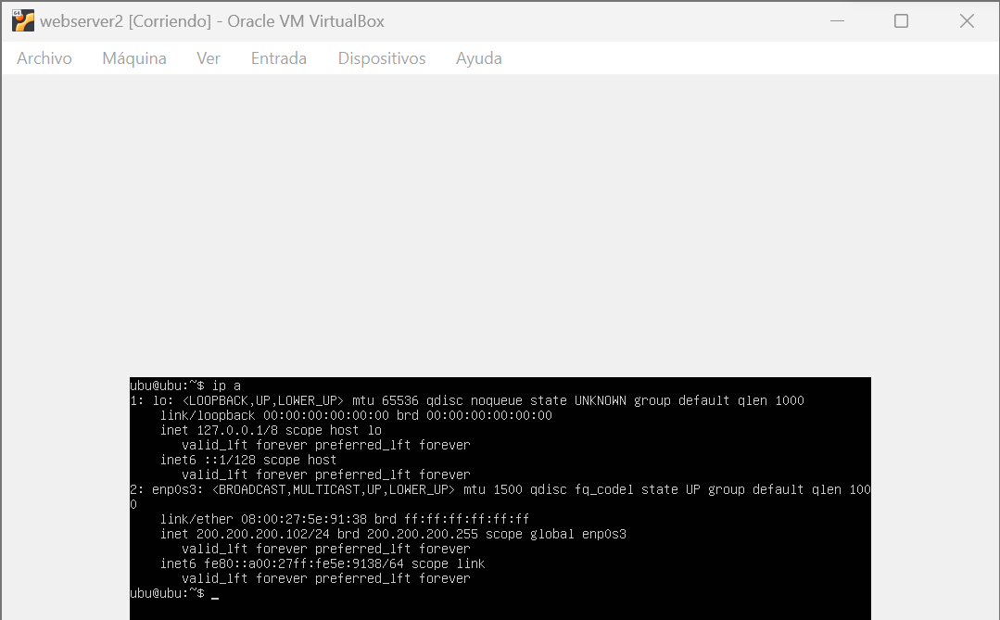 webserver2 [Corriendo] - Oracle VM VirtualBox
Archivo Máquina Ver Entrada Dispositivos Ayuda
ubu@ubu:~$ ip a
1: lo: <LOOPBACK,UP,LOWER_UP> mtu 65536 qdisc noqueue state UNKNOWN group default qlen 1000
    link/loopback 00:00:00:00:00:00 brd 00:00:00:00:00:00
    inet 127.0.0.1/8 scope host lo
       valid_lft forever preferred_lft forever
    inet6 ::1/128 scope host
       valid_lft forever preferred_lft forever
2: enp0s3: <BROADCAST,MULTICAST,UP,LOWER_UP> mtu 1500 qdisc fq_codel state UP group default qlen 100
0
    link/ether 08:00:27:5e:91:38 brd ff:ff:ff:ff:ff:ff
    inet 200.200.200.102/24 brd 200.200.200.255 scope global enp0s3
       valid_lft forever preferred_lft forever
    inet6 fe80::a00:27ff:fe5e:9138/64 scope link
       valid_lft forever preferred_lft forever
ubu@ubu:~$ _